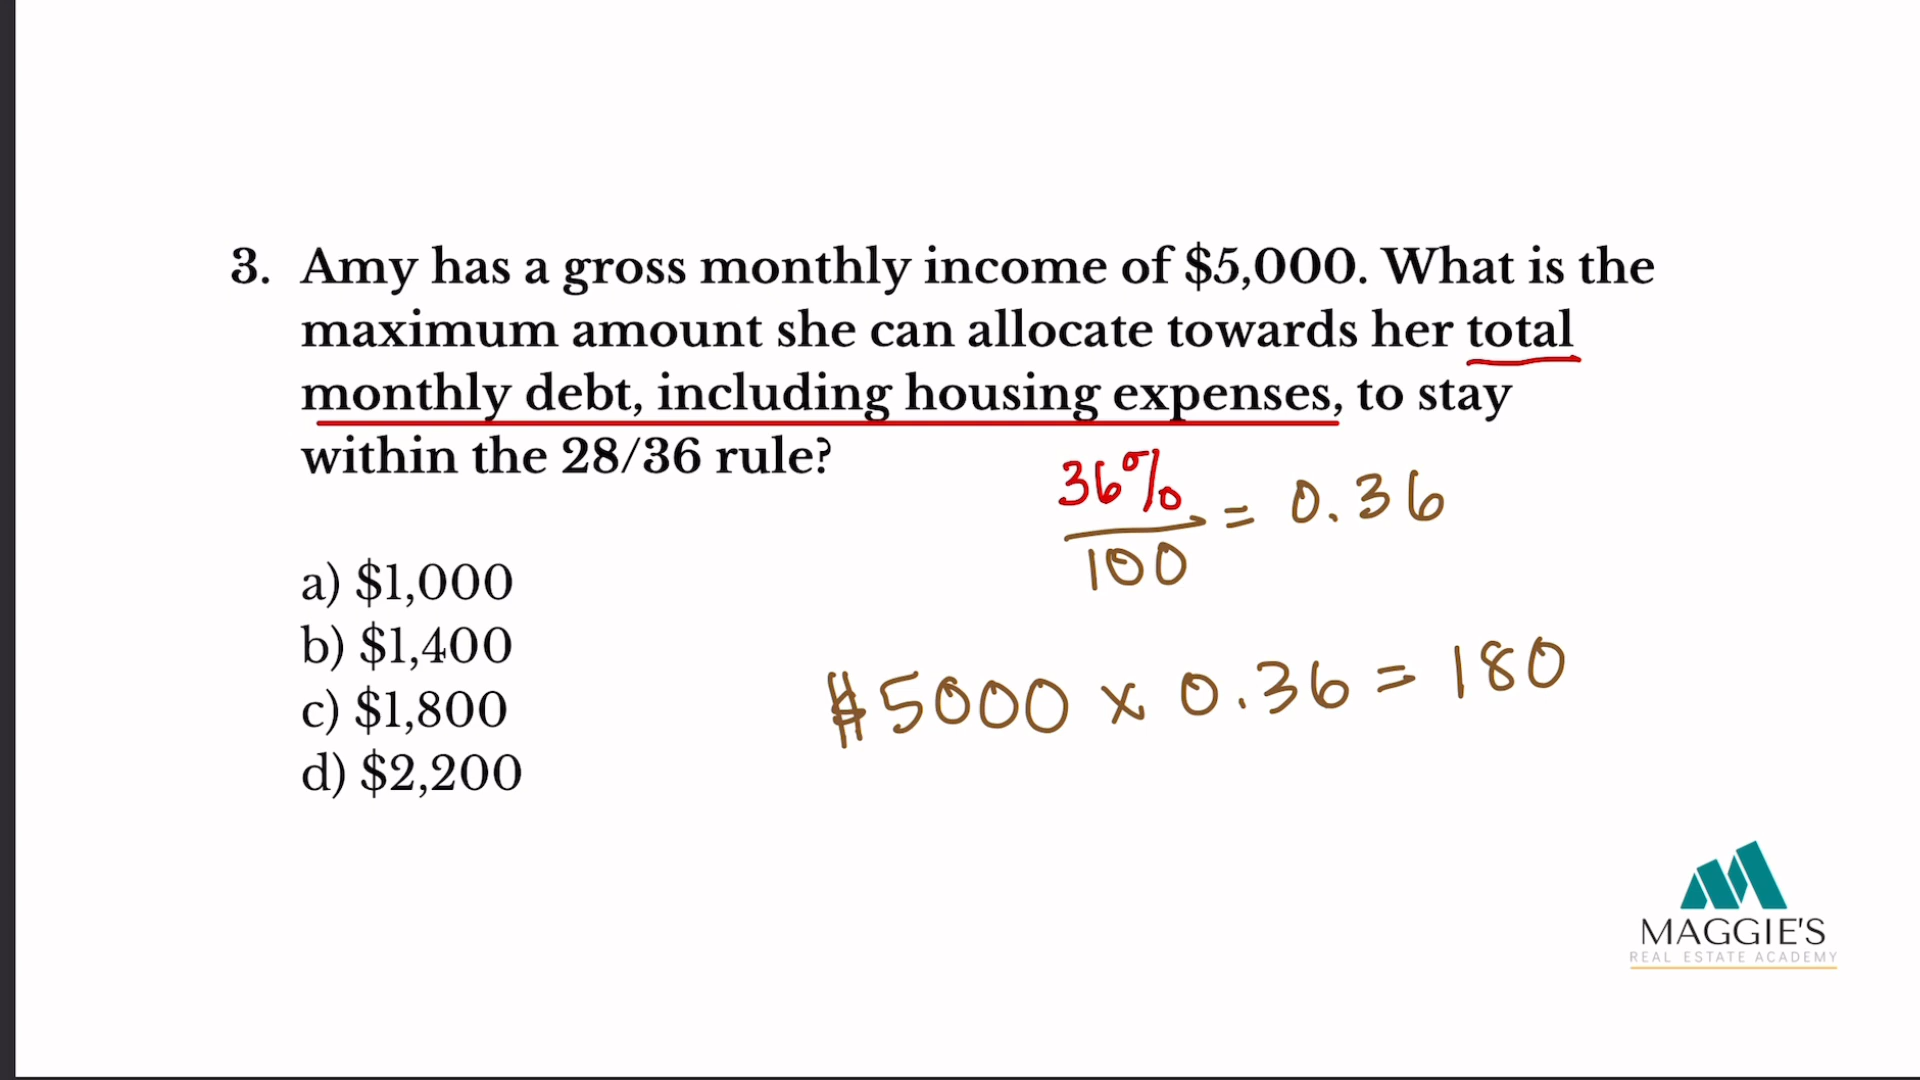 3. Amy has a gross monthly income of $5,000. What is the
maximum amount she can allocate towards her total
monthly debt, including housing expenses, to stay
within the 28/36 rule?
36%
100
= 0.36
a) $1,000
b) $1,400
c) $1,800
d) $2,200
$5000 x 0.36 = 180
MAGGIE'S
REAL ESTATE ACADEMY